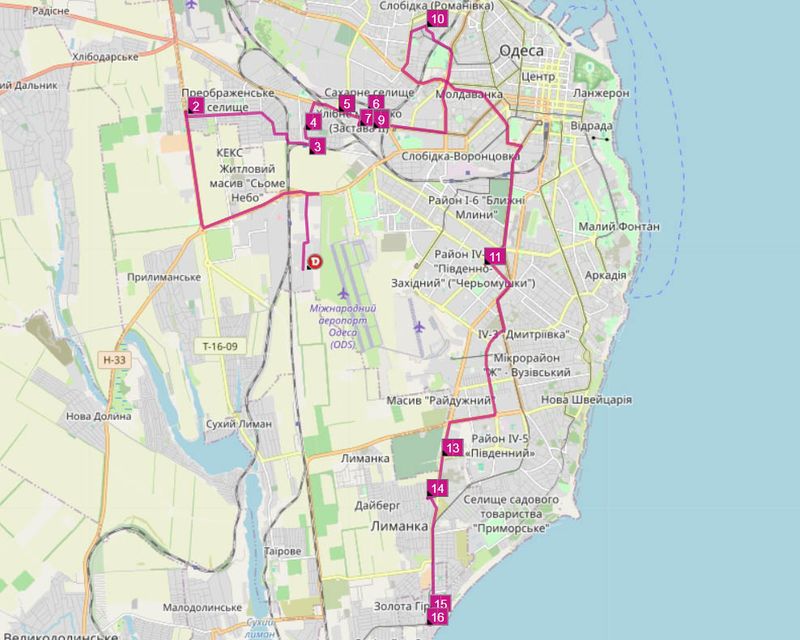 Слобідка (Романівка)
Радісне
10
Одеса
Хлібодарське
Центр
ий Дальник
Преображенське
селище
Сахарне селище
Молдаванка
Ланжерон
2
5
6
4
7
9
(Застава II)
Відрада
3
КЕКС
Слобідка-Воронцовка
Житловий
масив "Сьоме
Небо"
Район І-6 "Ближні
Млини"
Малий Фонтан
11
Район IV-
"Південно-
Західний" ("Черьомушки")
Аркадія
D
Прилиманське
Міжнародний
аеропорт
Одеса
(ODS)
Т-16-09
IV-3 "Дмитріївка"
Н-33
Мікрорайон
"Ж" - Вузівський
Масив "Райдужний"
Нова Швейцарія
Нова Долина
Сухий Лиман
Район IV-5
«Південний»
13
Лиманка
14
Дайберг
Селище садового
товариства
"Приморське"
Лиманка
Таїрове
Малодолинське
Золота Гір
15
16
Сухий
лиман
Великодолинське